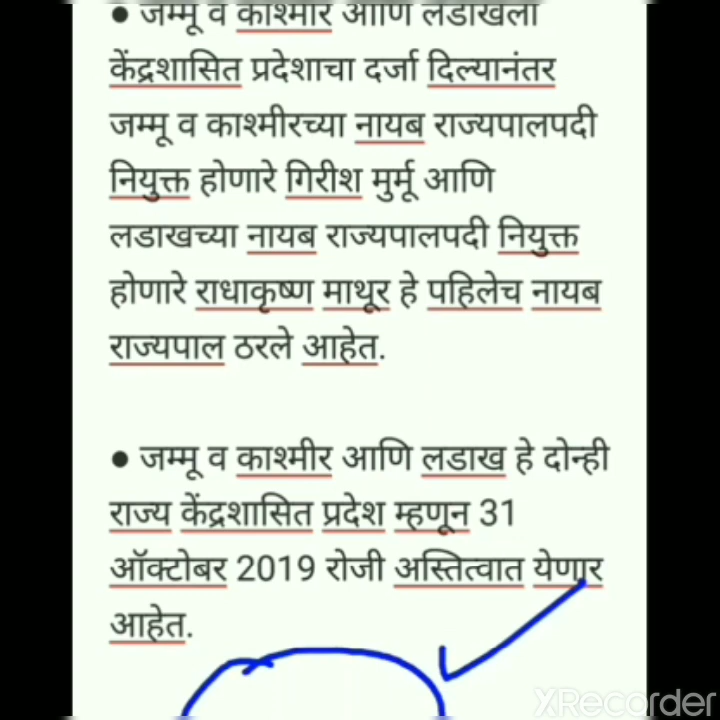 ● जम्मू व काश्मीर आणि लडाखला
केंद्रशासित प्रदेशाचा दर्जा दिल्यानंतर
जम्मू व काश्मीरच्या नायब राज्यपालपदी
नियुक्त होणारे गिरीश मुर्मू आणि
लडाखच्या नायब राज्यपालपदी नियुक्त
होणारे राधाकृष्ण माथूर हे पहिलेच नायब
राज्यपाल ठरले आहेत.
● जम्मू व काश्मीर आणि लडाख हे दोन्ही
राज्य केंद्रशासित प्रदेश म्हणून 31
ऑक्टोबर 2019 रोजी अस्तित्वात येणार
आहेत.
XRecorder